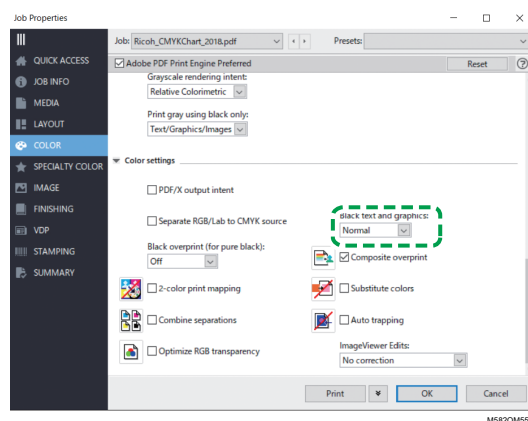 Job Properties
Job: Ricoh_CMYKChart_2018.pdf
Presets:
Adobe PDF Print Engine Preferred
Reset
QUICK ACCESS
JOB INFO
MEDIA
LAYOUT
COLOR
SPECIALTY COLOR
IMAGE
FINISHING
VDP
STAMPING
SUMMARY
Grayscale rendering intent:
Relative Colorimetric
Print gray using black only:
Text/Graphics/Images
Color settings
PDF/X output intent
Separate RGB/Lab to CMYK source
Black text and graphics:
Normal
Black overprint (for pure black):
Off
Composite overprint
2-color print mapping
Substitute colors
Combine separations
Auto trapping
Optimize RGB transparency
ImageViewer Edits:
No correction
Print
OK
Cancel
M582OM55